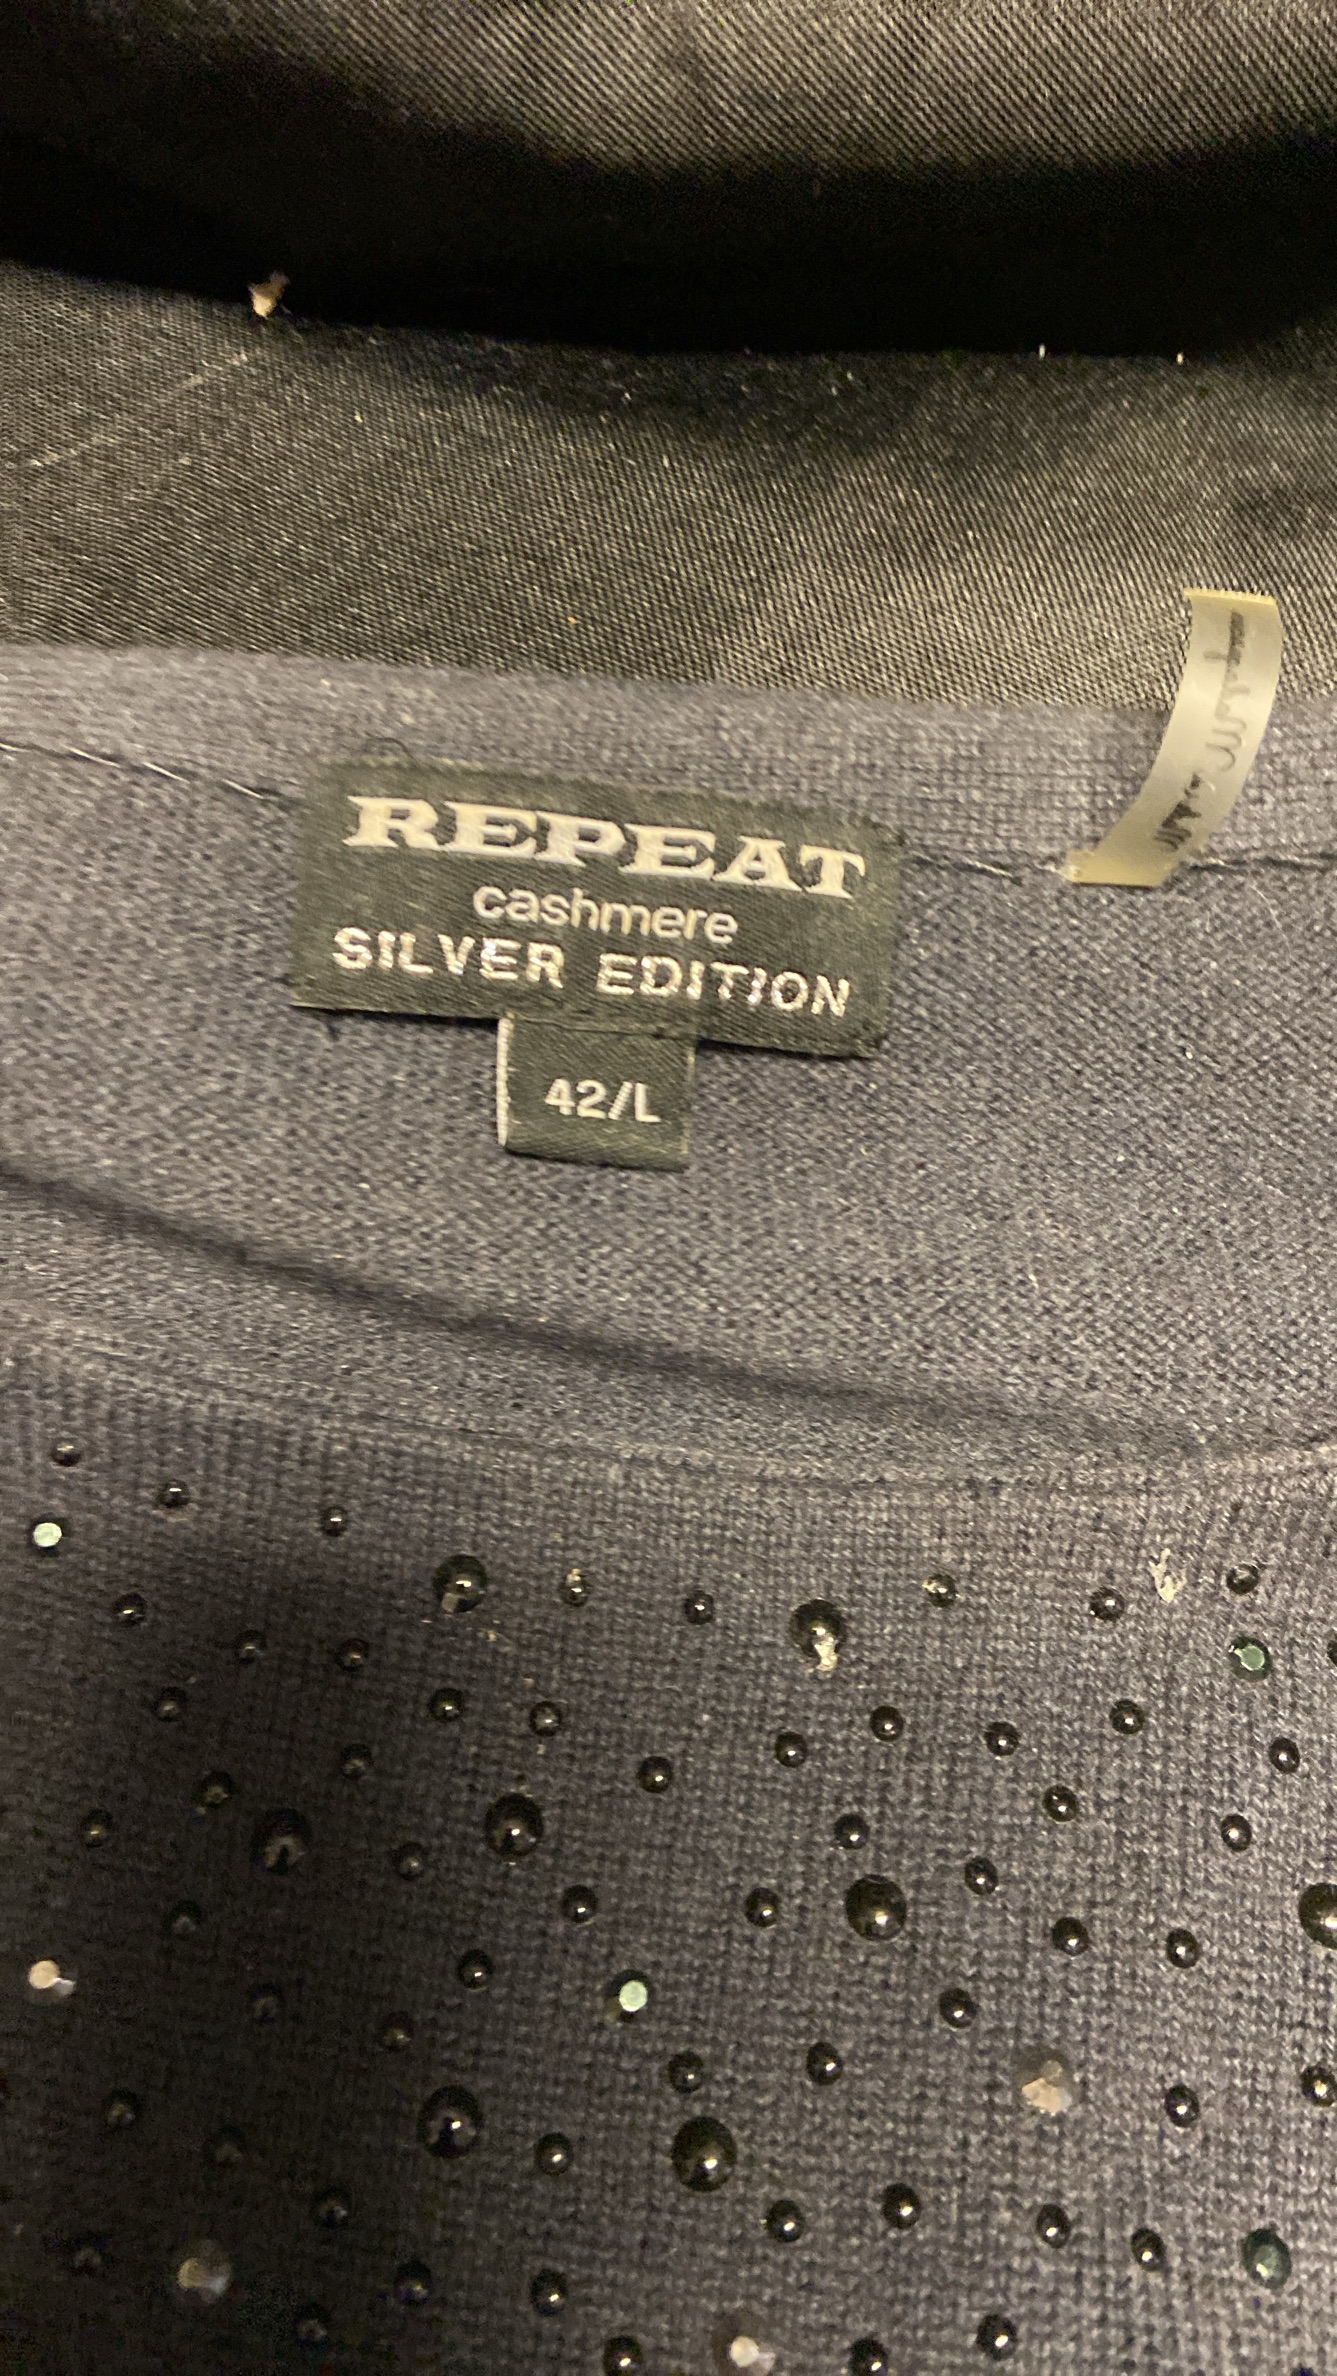 REPEAT
cashmere
SILVER EDITION
42/L